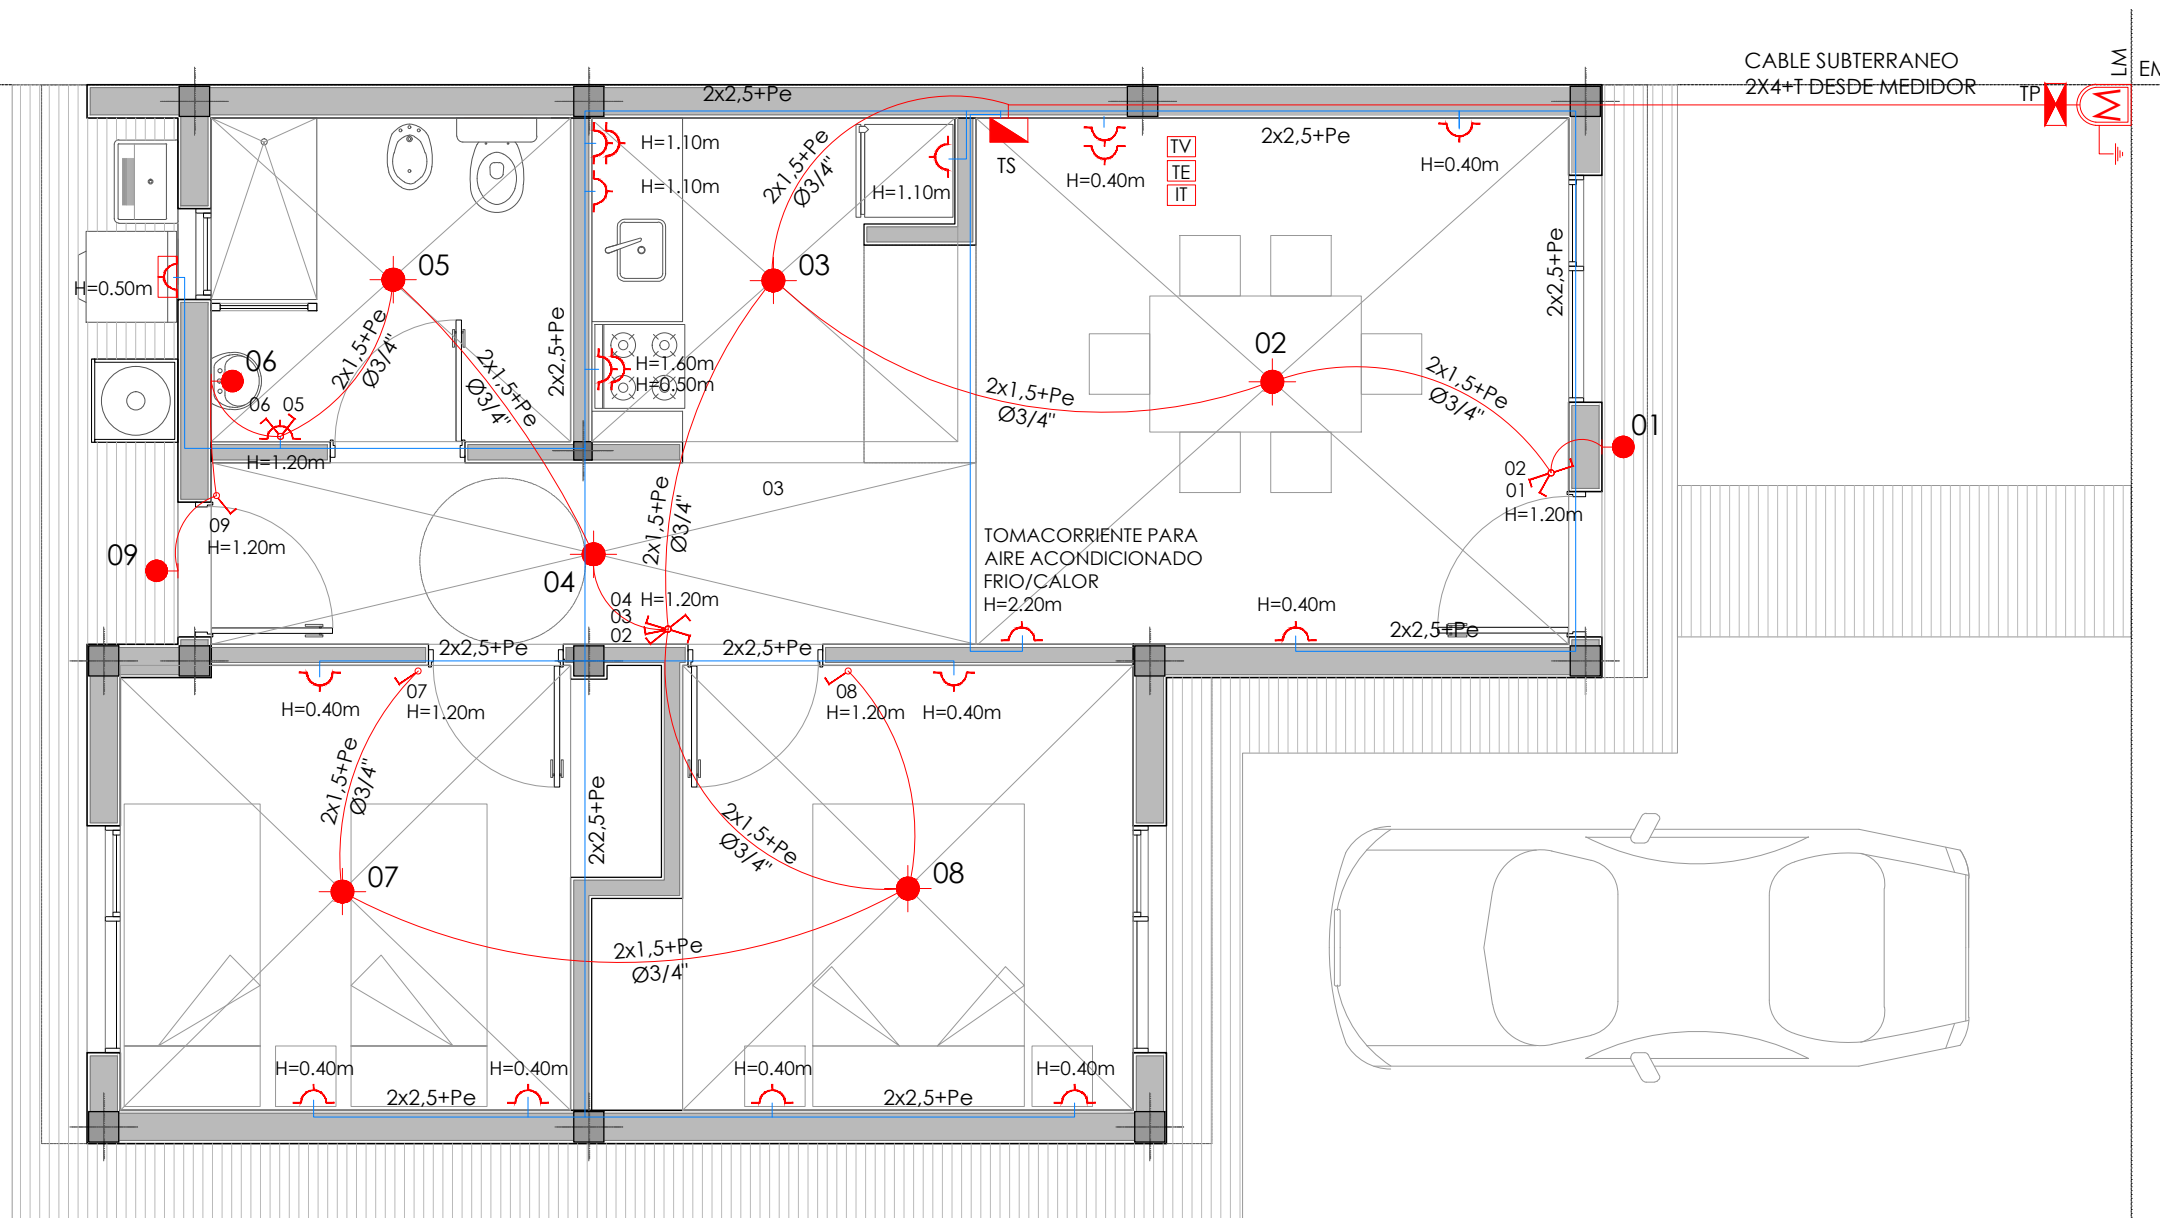 CABLE SUBTERRANEO
2X4+T DESDE MEDIDOR
TP
LM
EM
2x2,5+Pe
H=1.10m
H=1.10m
2x1,5+Pe
Ø3/4"
H=1.10m
TS
H=0.40m
TV
TE
IT
2x2,5+Pe
H=0.40m
2x2,5+Pe
H=0.50m
05
03
02
01
06
06 05
H=1.20m
2x1,5+Pe
Ø3/4"
2x1,5+Pe
Ø3/4"
2x2,5+Pe
H=1.60m
H=0.50m
2x1,5+Pe
Ø3/4"
2x1,5+Pe
Ø3/4"
02
01
H=1.20m
03
2x1,5+Pe
Ø3/4"
09
H=1.20m
09
04
04
03
02
H=1.20m
TOMACORRIENTE PARA
AIRE ACONDICIONADO
FRIO/CALOR
H=2.20m
H=0.40m
2x2,5+Pe
2x2,5+Pe
2x2,5+Pe
H=0.40m
07
H=1.20m
08
H=1.20m
H=0.40m
2x1,5+Pe
Ø3/4"
2x2,5+Pe
2x1,5+Pe
Ø3/4"
07
08
2x1,5+Pe
Ø3/4"
H=0.40m
2x2,5+Pe
H=0.40m
H=0.40m
2x2,5+Pe
H=0.40m